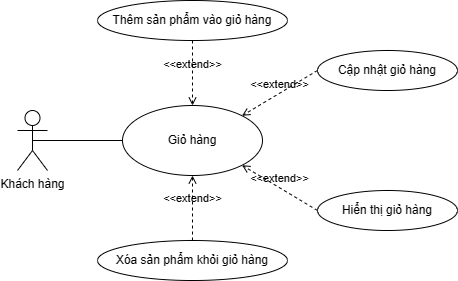 Thêm sản phẩm vào giỏ hàng
<<extend>>
Cập nhật giỏ hàng
<<extend>>
Giỏ hàng
Khách hàng
<<extend>>
<<extend>>
Hiển thị giỏ hàng
Xóa sản phẩm khỏi giỏ hàng